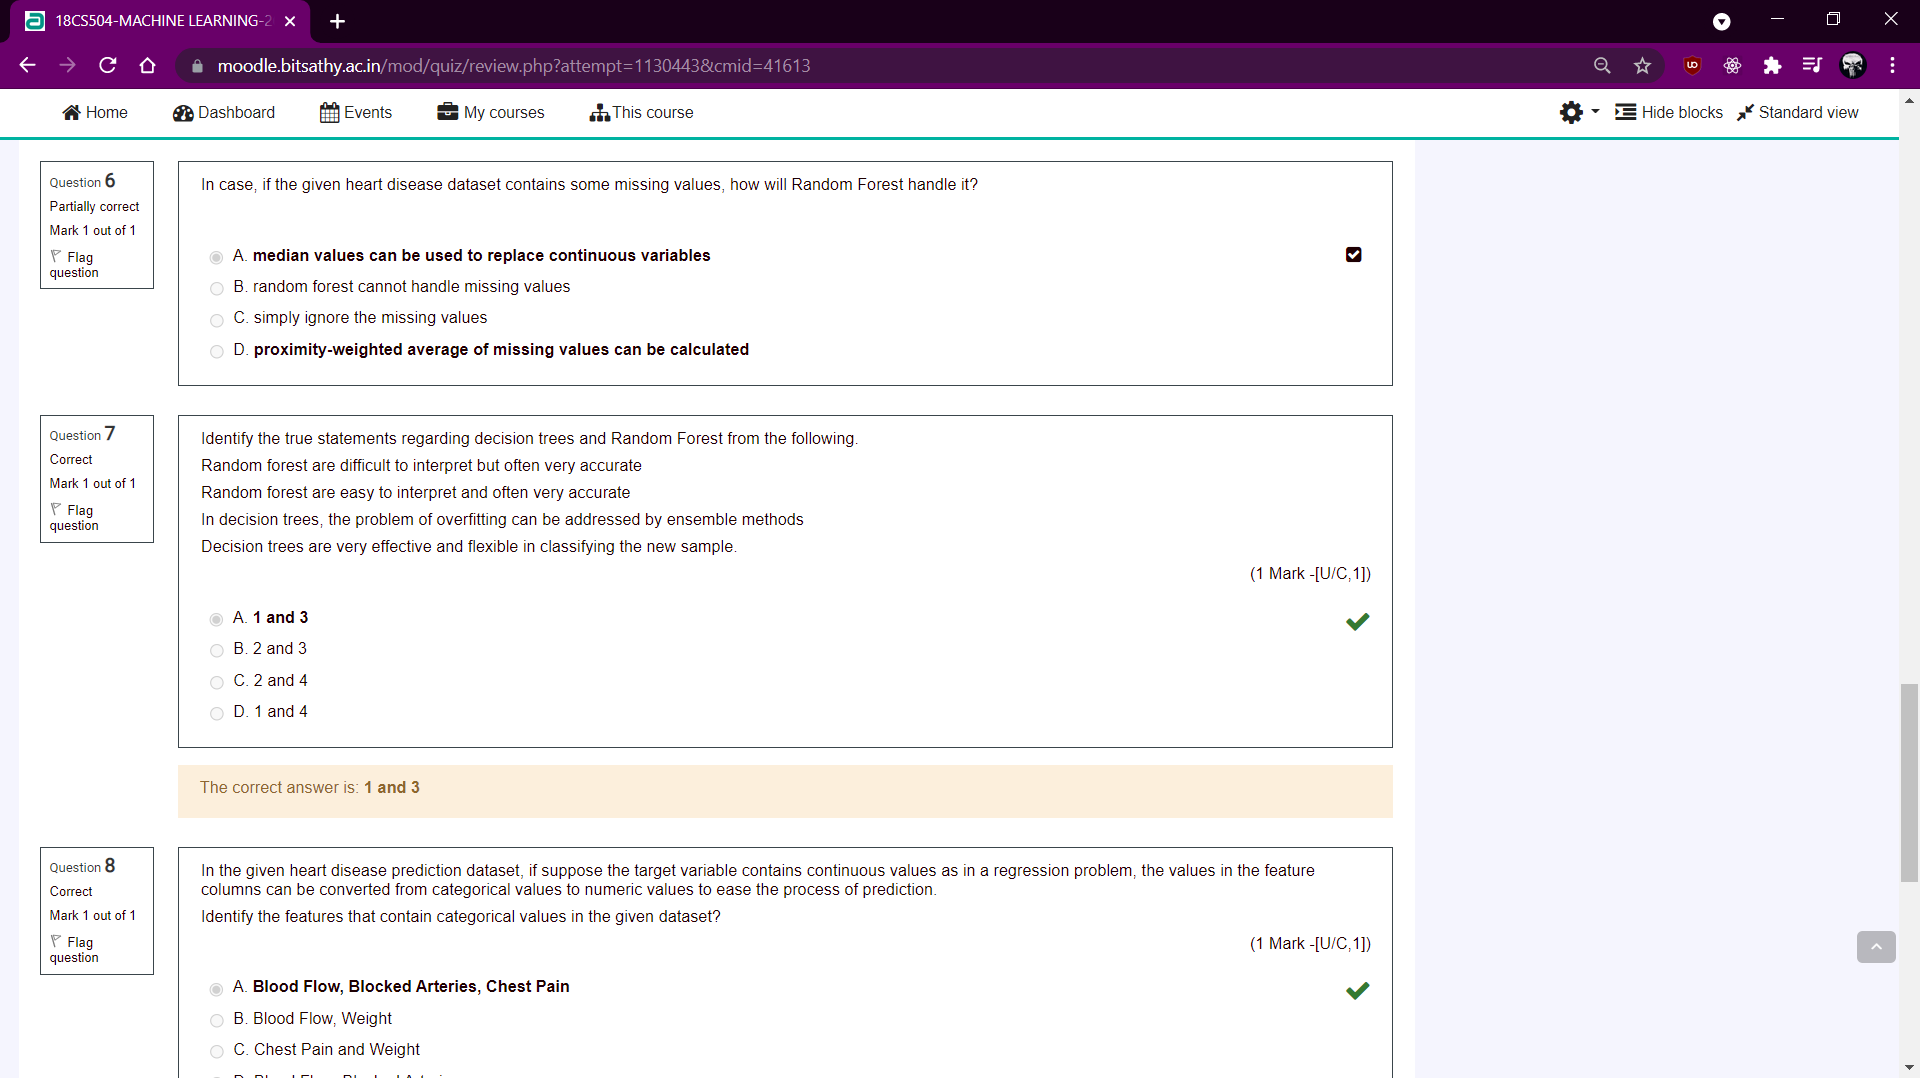 18CS504-MACHINE LEARNING-2
moodle.bitsathy.ac.in/mod/quiz/review.php?attempt=1130443&cmid=41613
Home
Dashboard
Events
My courses
This course
Hide blocks
Standard view
Question 6
Partially correct
Mark 1 out of 1
Flag
question
In case, if the given heart disease dataset contains some missing values, how will Random Forest handle it?
A. median values can be used to replace continuous variables
B. random forest cannot handle missing values
C. simply ignore the missing values
D. proximity-weighted average of missing values can be calculated
Question 7
Correct
Mark 1 out of 1
Flag
question
Identify the true statements regarding decision trees and Random Forest from the following.
Random forest are difficult to interpret but often very accurate
Random forest are easy to interpret and often very accurate
In decision trees, the problem of overfitting can be addressed by ensemble methods
Decision trees are very effective and flexible in classifying the new sample.
(1 Mark -[U/C,1])
A. 1 and 3
B. 2 and 3
C. 2 and 4
D. 1 and 4
The correct answer is: 1 and 3
Question 8
Correct
Mark 1 out of 1
Flag
question
In the given heart disease prediction dataset, if suppose the target variable contains continuous values as in a regression problem, the values in the feature
columns can be converted from categorical values to numeric values to ease the process of prediction.
Identify the features that contain categorical values in the given dataset?
(1 Mark -[U/C,1])
A. Blood Flow, Blocked Arteries, Chest Pain
B. Blood Flow, Weight
C. Chest Pain and Weight